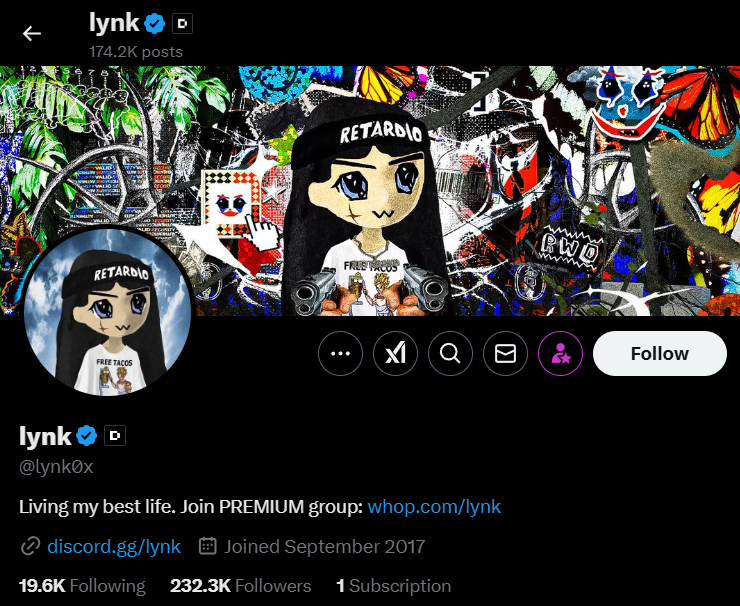 lynk
174.2K posts
RETARDIO
FREE TACOS
RWO
RETARDIO
FREE TACOS
Follow
lynk
@lynk0x
Living my best life. Join PREMIUM group: whop.com/lynk
discord.gg/lynk Joined September 2017
19.6K Following 232.3K Followers 1 Subscription